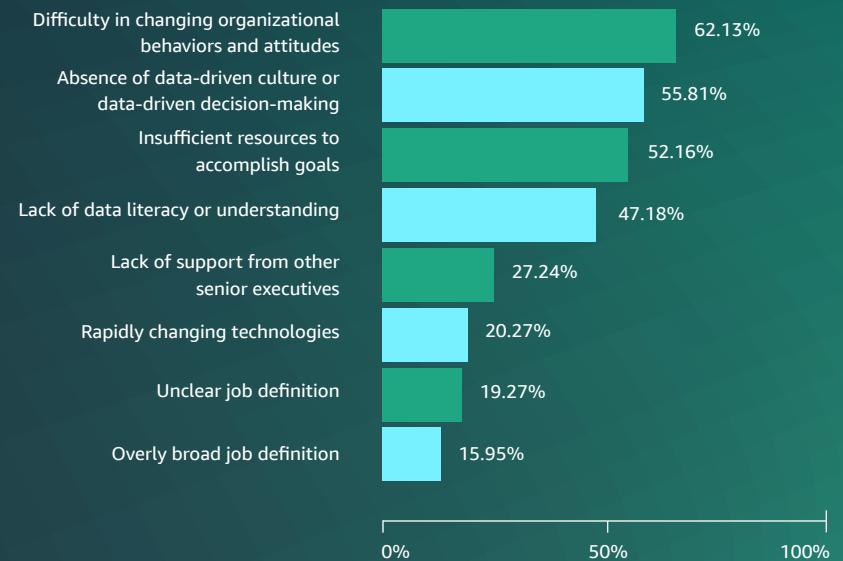 Difficulty in changing organizational
behaviors and attitudes
62.13%
Absence of data-driven culture or
data-driven decision-making
55.81%
Insufficient resources to
accomplish goals
52.16%
Lack of data literacy or understanding
47.18%
Lack of support from other
senior executives
27.24%
Rapidly changing technologies
20.27%
Unclear job definition
19.27%
Overly broad job definition
15.95%
0%
50%
100%